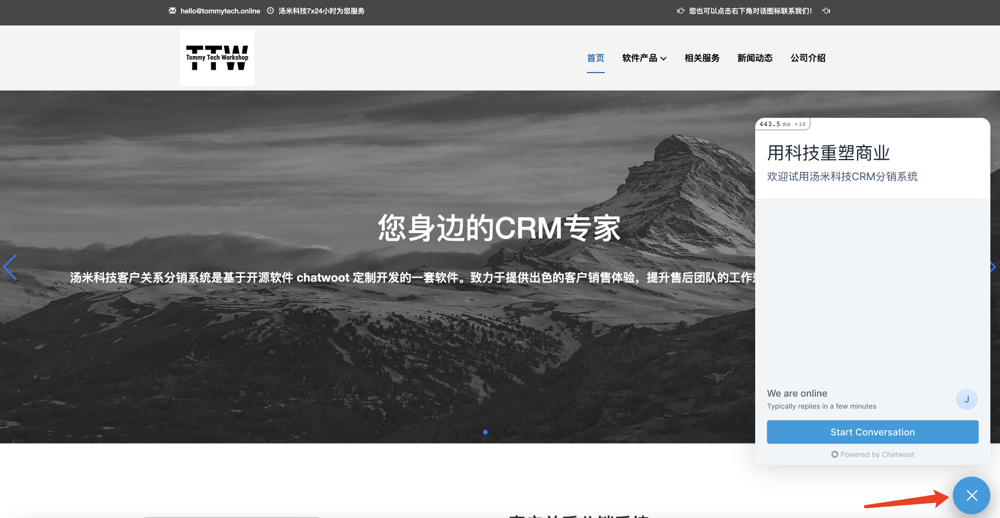 hello@tommytech.online 汤米科技7x24小时为您服务 您也可以点击右下角对话图标联系我们!
TTW
Tommy Tech Workshop
首页 软件产品 相关服务 新闻动态 公司介绍
443.5 ms ×10
用科技重塑商业
欢迎试用汤米科技CRM分销系统
您身边的CRM专家
汤米科技客户关系分销系统是基于开源软件 chatwoot 定制开发的一套软件。致力于提供出色的客户销售体验，提升售后团队的工作
We are online
Typically replies in a few minutes
J
Start Conversation
Powered by Chatwoot